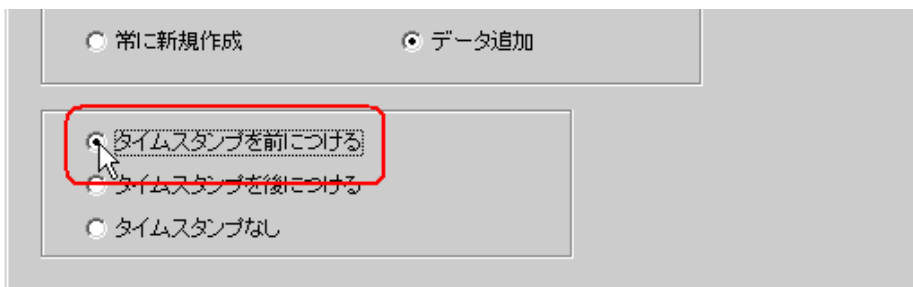 常に新規作成 データ追加
タイムスタンプを前につける
タイムスタンプを後につける
タイムスタンプなし